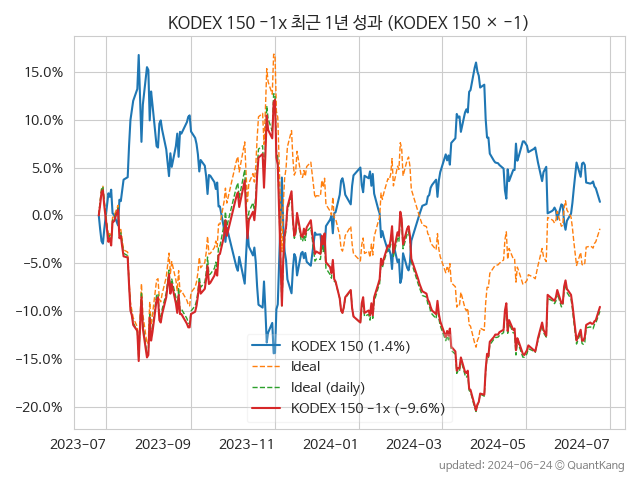 KODEX 150 −1x 최근 1년 성과 (KODEX 150 × −1)
15.0%
10.0%
5.0%
0.0%
−5.0%
−10.0%
−15.0%
−20.0%
KODEX 150 (1.4%)
Ideal
Ideal (daily)
KODEX 150 −1x (−9.6%)
2023−07
2023−09
2023−11
2024−01
2024−03
2024−05
2024−07
updated: 2024−06−24 ⓒ QuantKang